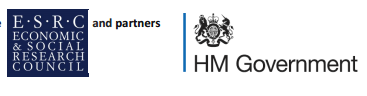 E·S·R·C
ECONOMIC
& SOCIAL
RESEARCH
COUNCIL
and partners
HM Government